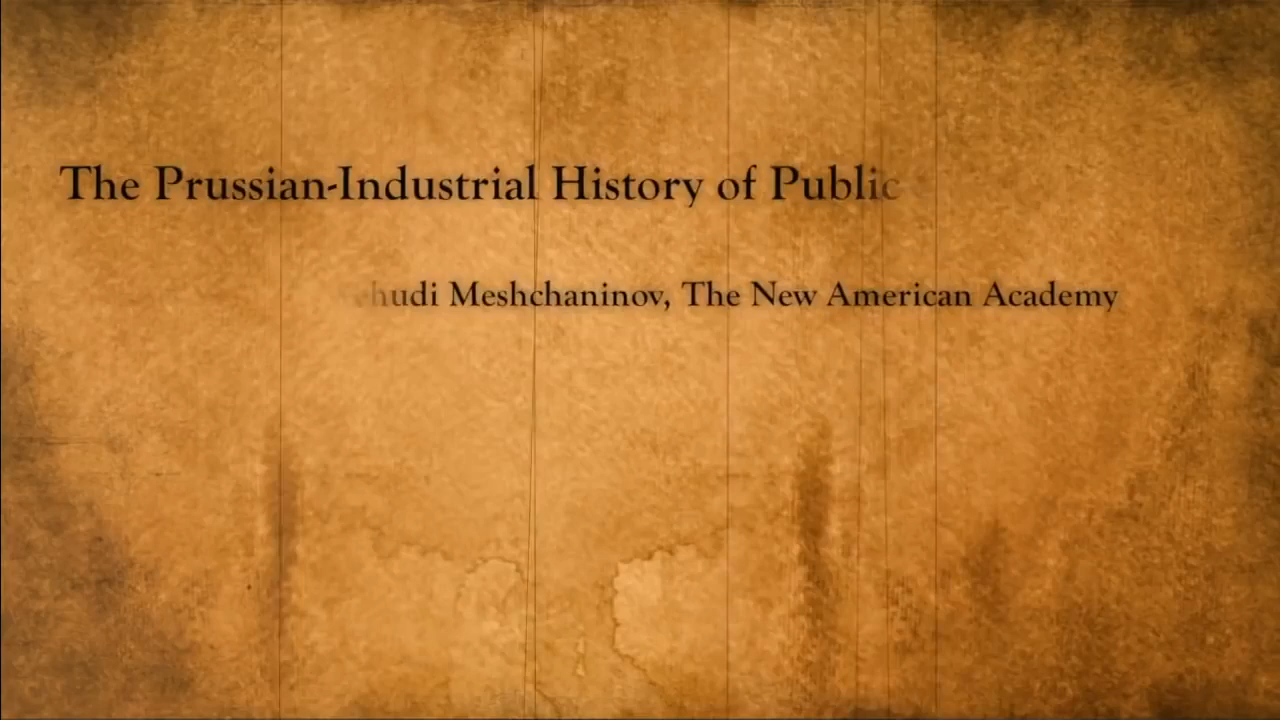 The Prussian-Industrial History of Public
Meshchaninov, The New American Academy